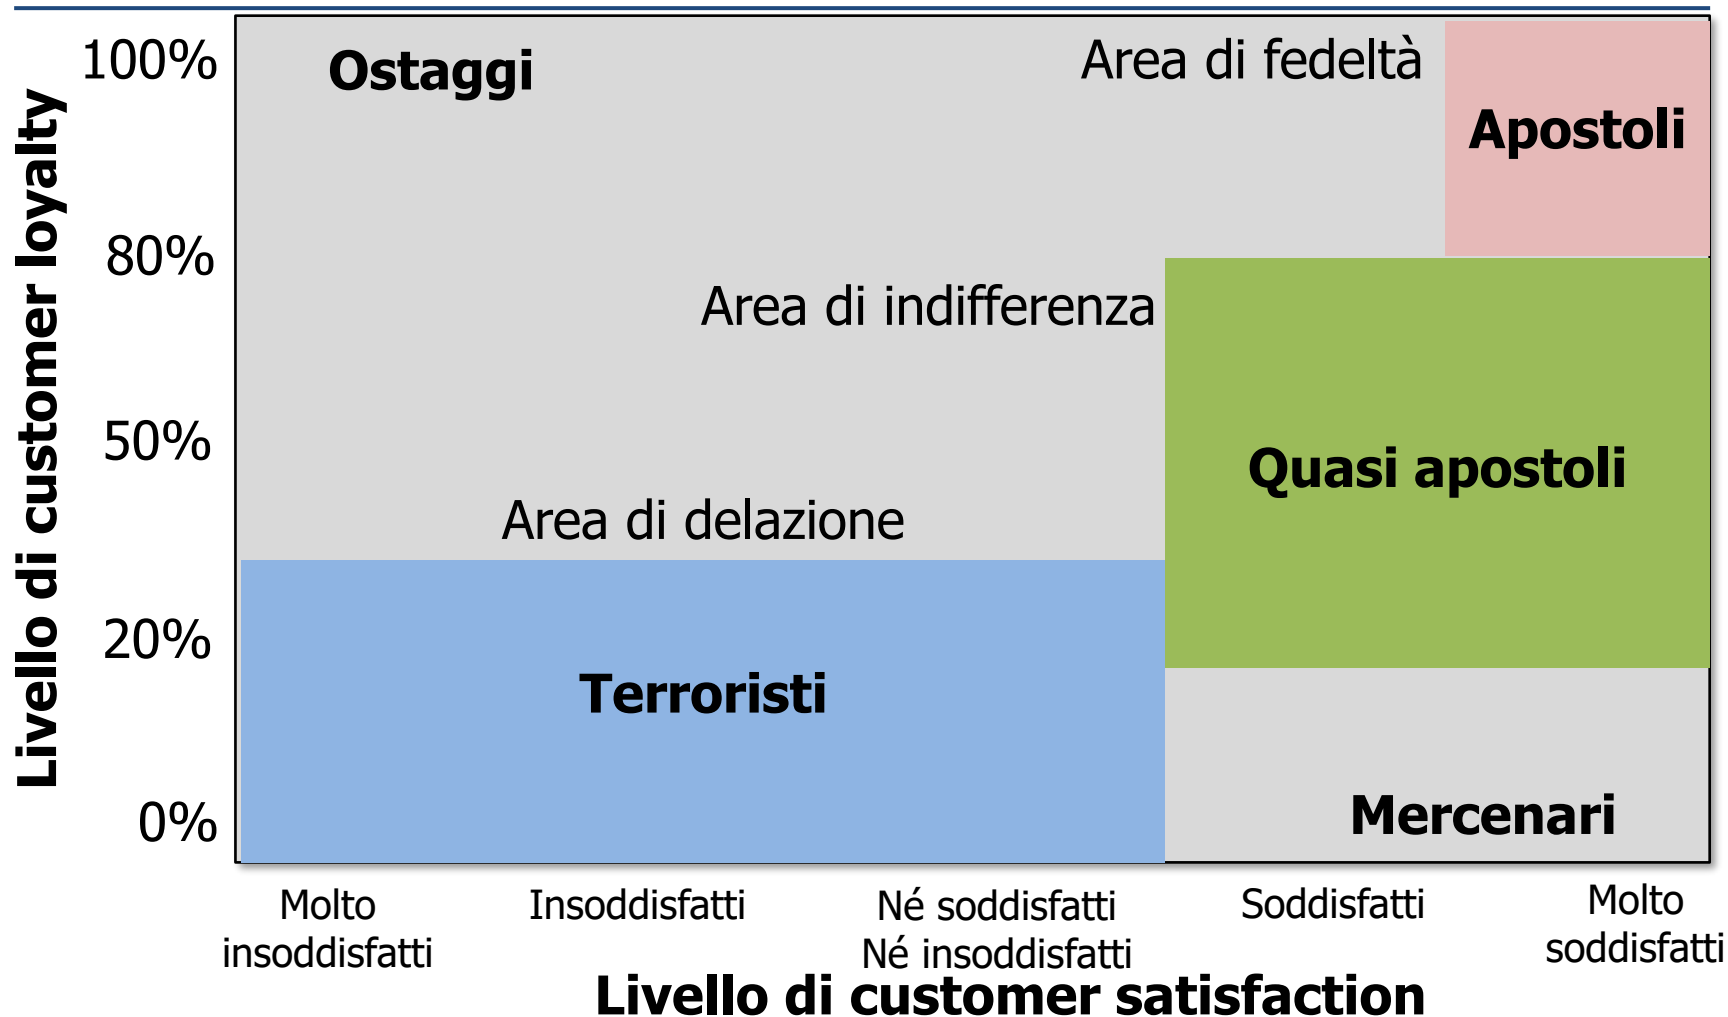 Livello di customer loyalty
100%
80%
50%
20%
0%
Ostaggi
Area di fedeltà
Apostoli
Area di indifferenza
Quasi apostoli
Area di delazione
Terroristi
Mercenari
Molto
insoddisfatti
Insoddisfatti
Né soddisfatti
Né insoddisfatti
Soddisfatti
Molto
soddisfatti
Livello di customer satisfaction